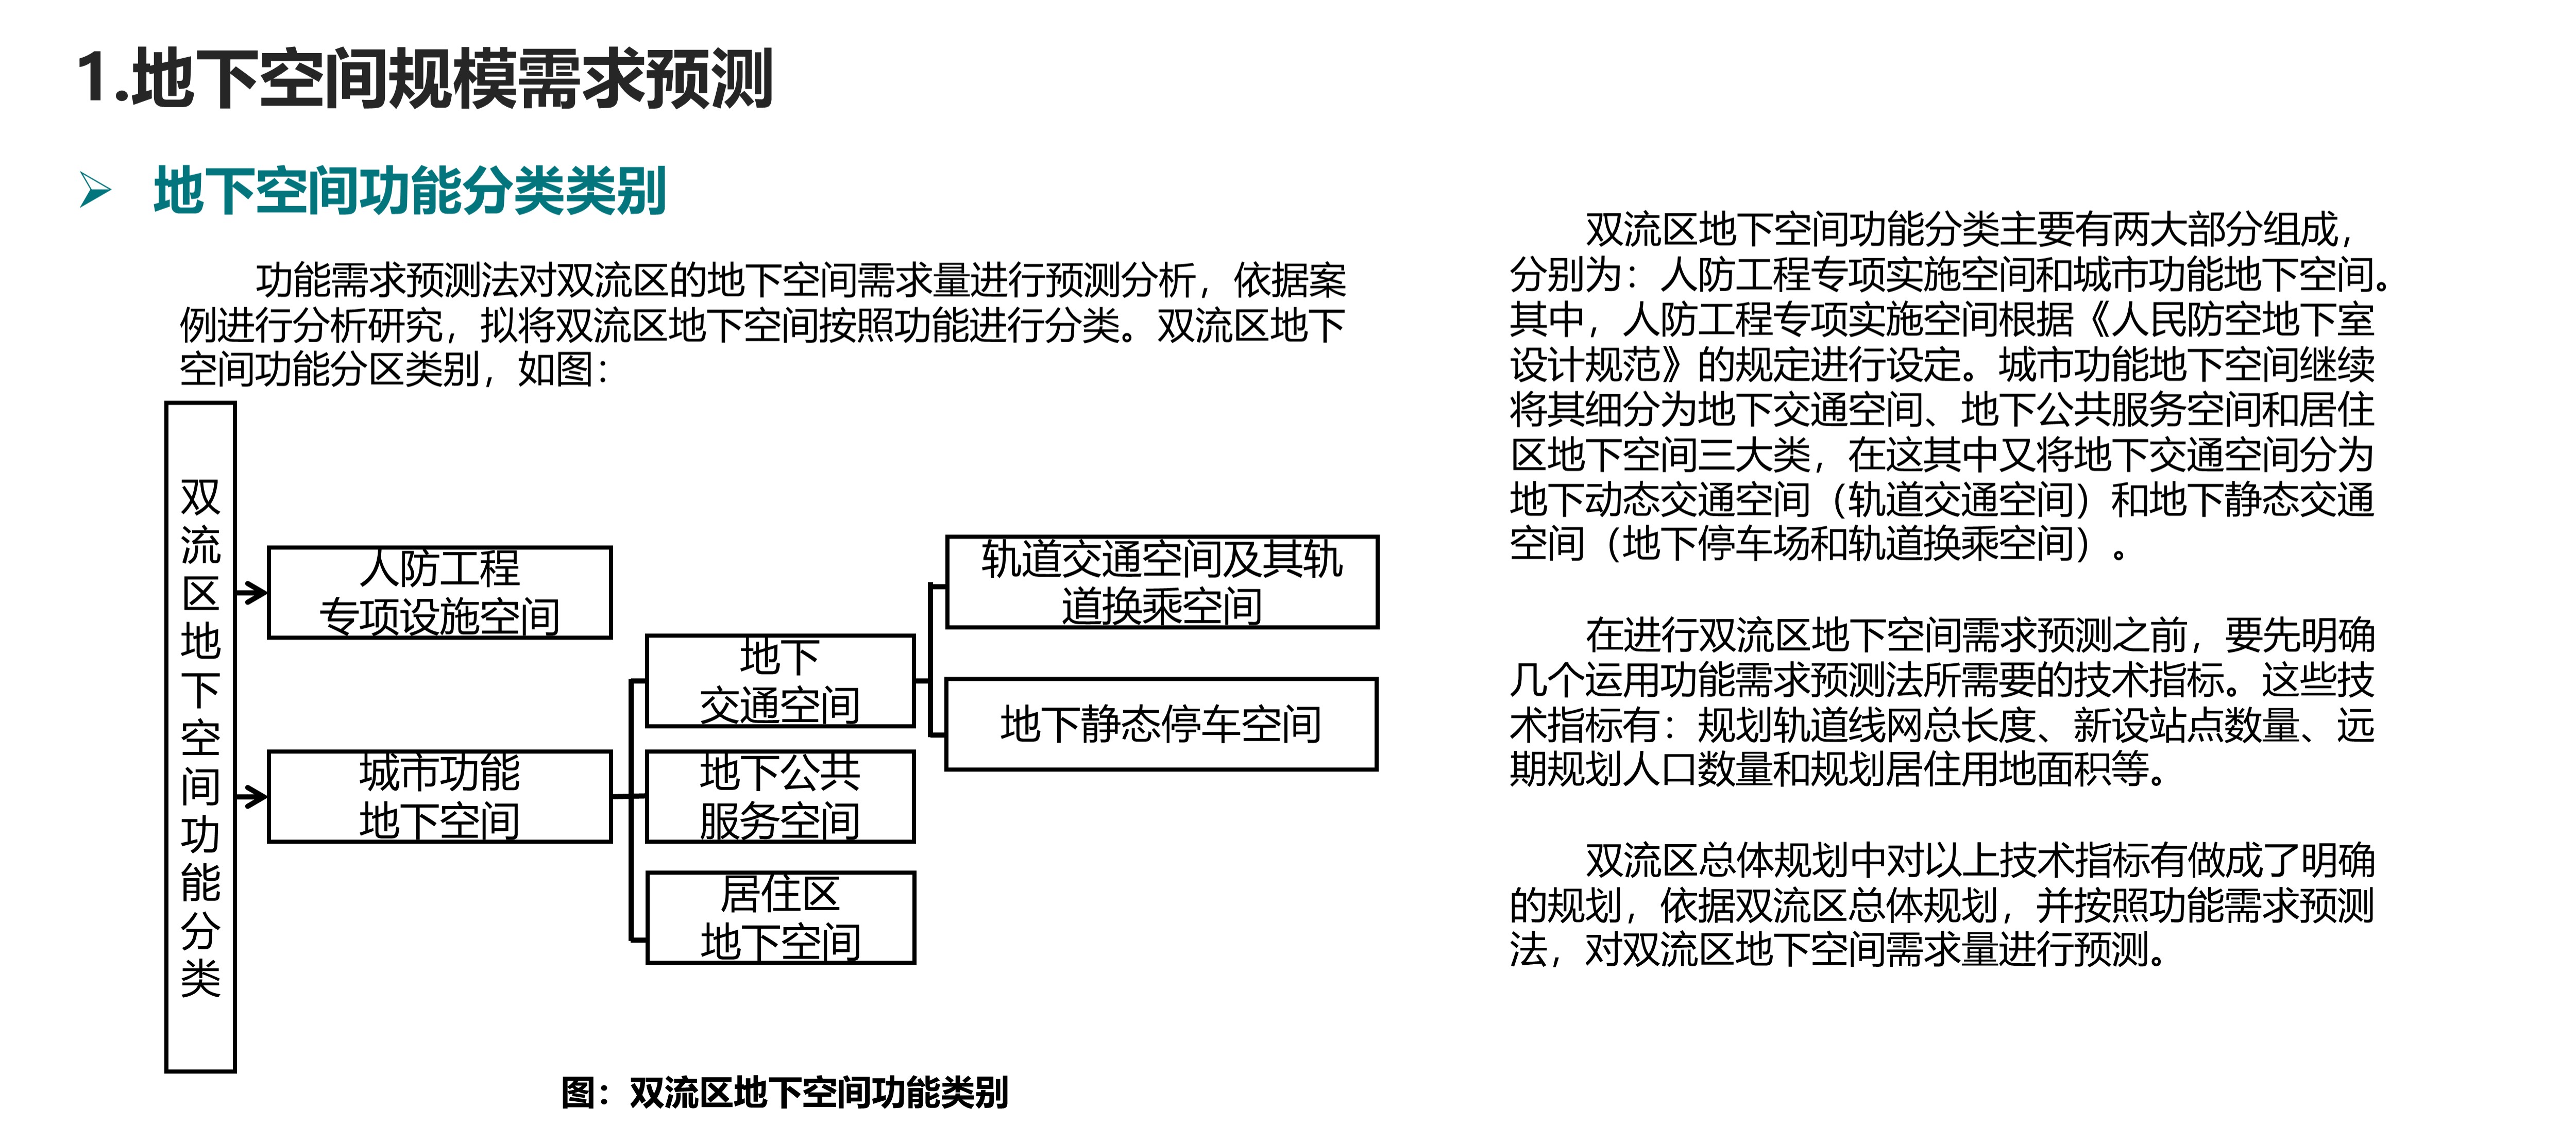 1.地下空间规模需求预测
地下空间功能分类类别
功能需求预测法对双流区的地下空间需求量进行预测分析，依据案
例进行分析研究，拟将双流区地下空间按照功能进行分类。双流区地下
空间功能分区类别，如图：
双流区地下空间功能分类
人防工程
专项设施空间
城市功能
地下空间
地下
交通空间
地下公共
服务空间
居住区
地下空间
轨道交通空间及其轨
道换乘空间
地下静态停车空间
图：双流区地下空间功能类别
双流区地下空间功能分类主要有两大部分组成，
分别为：人防工程专项实施空间和城市功能地下空间。
其中，人防工程专项实施空间根据《人民防空地下室
设计规范》的规定进行设定。城市功能地下空间继续
将其细分为地下交通空间、地下公共服务空间和居住
区地下空间三大类，在这其中又将地下交通空间分为
地下动态交通空间（轨道交通空间）和地下静态交通
空间（地下停车场和轨道换乘空间）。
在进行双流区地下空间需求预测之前，要先明确
几个运用功能需求预测法所需要的技术指标。这些技
术指标有：规划轨道线网总长度、新设站点数量、远
期规划人口数量和规划居住用地面积等。
双流区总体规划中对以上技术指标有做成了明确
的规划，依据双流区总体规划，并按照功能需求预测
法，对双流区地下空间需求量进行预测。